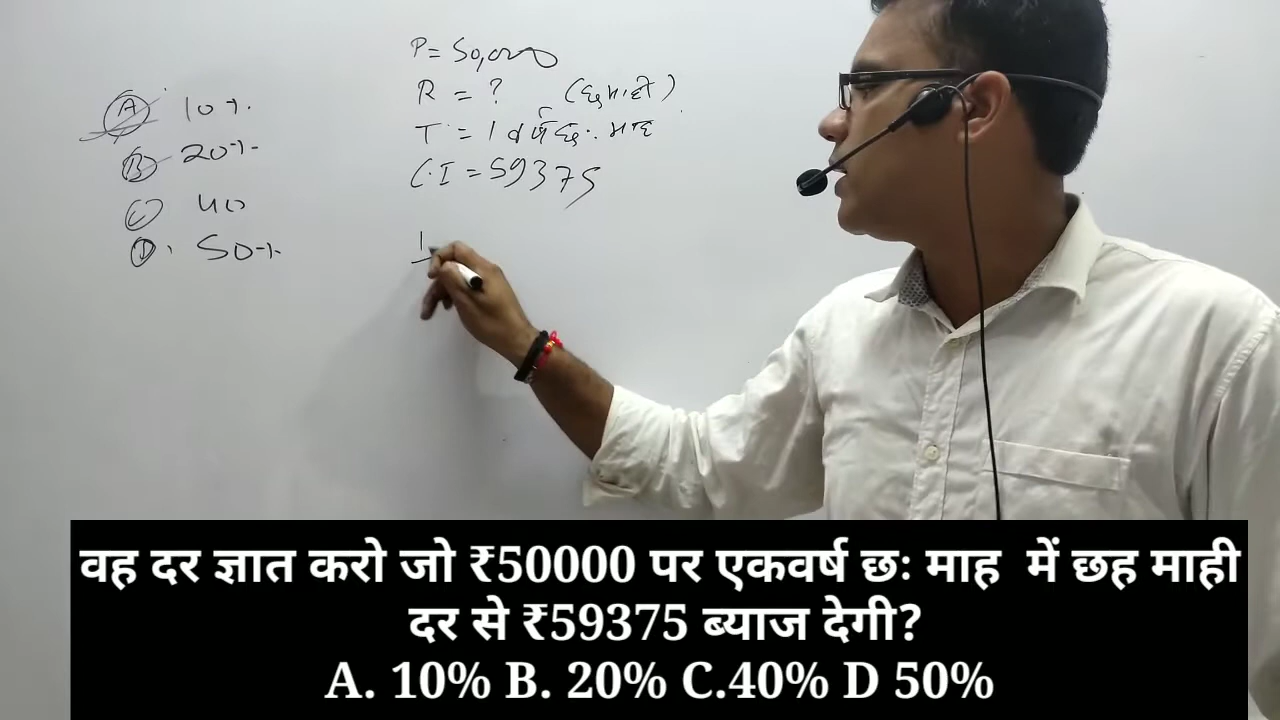 P = 50,000
R = ? (छःमाही)
T = 1 वर्ष छः माह
C.I = 59375
A 10%
B 20%
C 40
D. 50%
1
वह दर ज्ञात करो जो ₹50000 पर एकवर्ष छः माह में छह माही
दर से ₹59375 ब्याज देगी?
A. 10% B. 20% C.40% D 50%